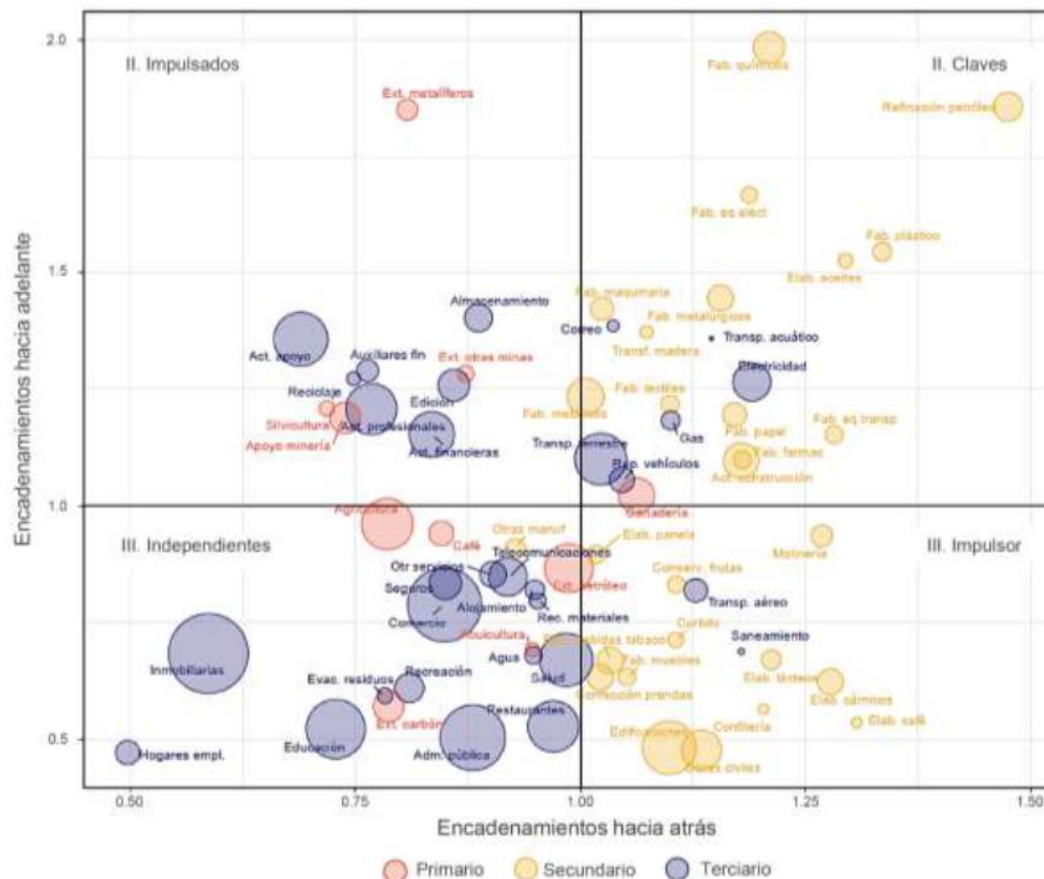 2.0
II. Impulsados
II. Claves
Fab. químicos
Ext. metalíferos
Refinación petróleo
Fab. eq eléct
Fab. plástico
1.5
Elab. aceites
Almacenamiento
Fab. maquinaria
Correo
Fab. metalurgicos
Transf. madera
Transp. acuático
Act. apoyo
Auxiliares fin
Ext. otras minas
Electricidad
Reciclaje
Edición
Fab. textiles
Silvicultura
Act. profesionales
Fab. metálicos
Fab. papel
Fab. eq transp
Apoyo minería
Act. financieras
Transp. terrestre
Gas
Fab. farmac
Rep. vehículos
Act. construcción
1.0
Agricultura
Ganadería
Otras manuf
III. Independientes
Café
Telecomunicaciones
Elab. panela
Molinería
III. Impulsor
Otr servicios
Seguros
Ext. petróleo
Conserv. frutas
Comercio
Alojamiento
Rec. materiales
Transp. aéreo
Acuicultura
bebidas tabaco
Curtido
Saneamiento
Inmobiliarias
Agua
Salud
Fab. muebles
Evac. residuos
Recreación
Confección prendas
Elab. lácteos
Elab. cárnicos
Ext. carbón
Restaurantes
Edificaciones
Confitería
Elab. café
Educación
Adm. pública
Obras civiles
0.5
Hogares empl.
0.50
0.75
1.00
1.25
1.50
Encadenamientos hacia adelante
Encadenamientos hacia atrás
Primario
Secundario
Terciario